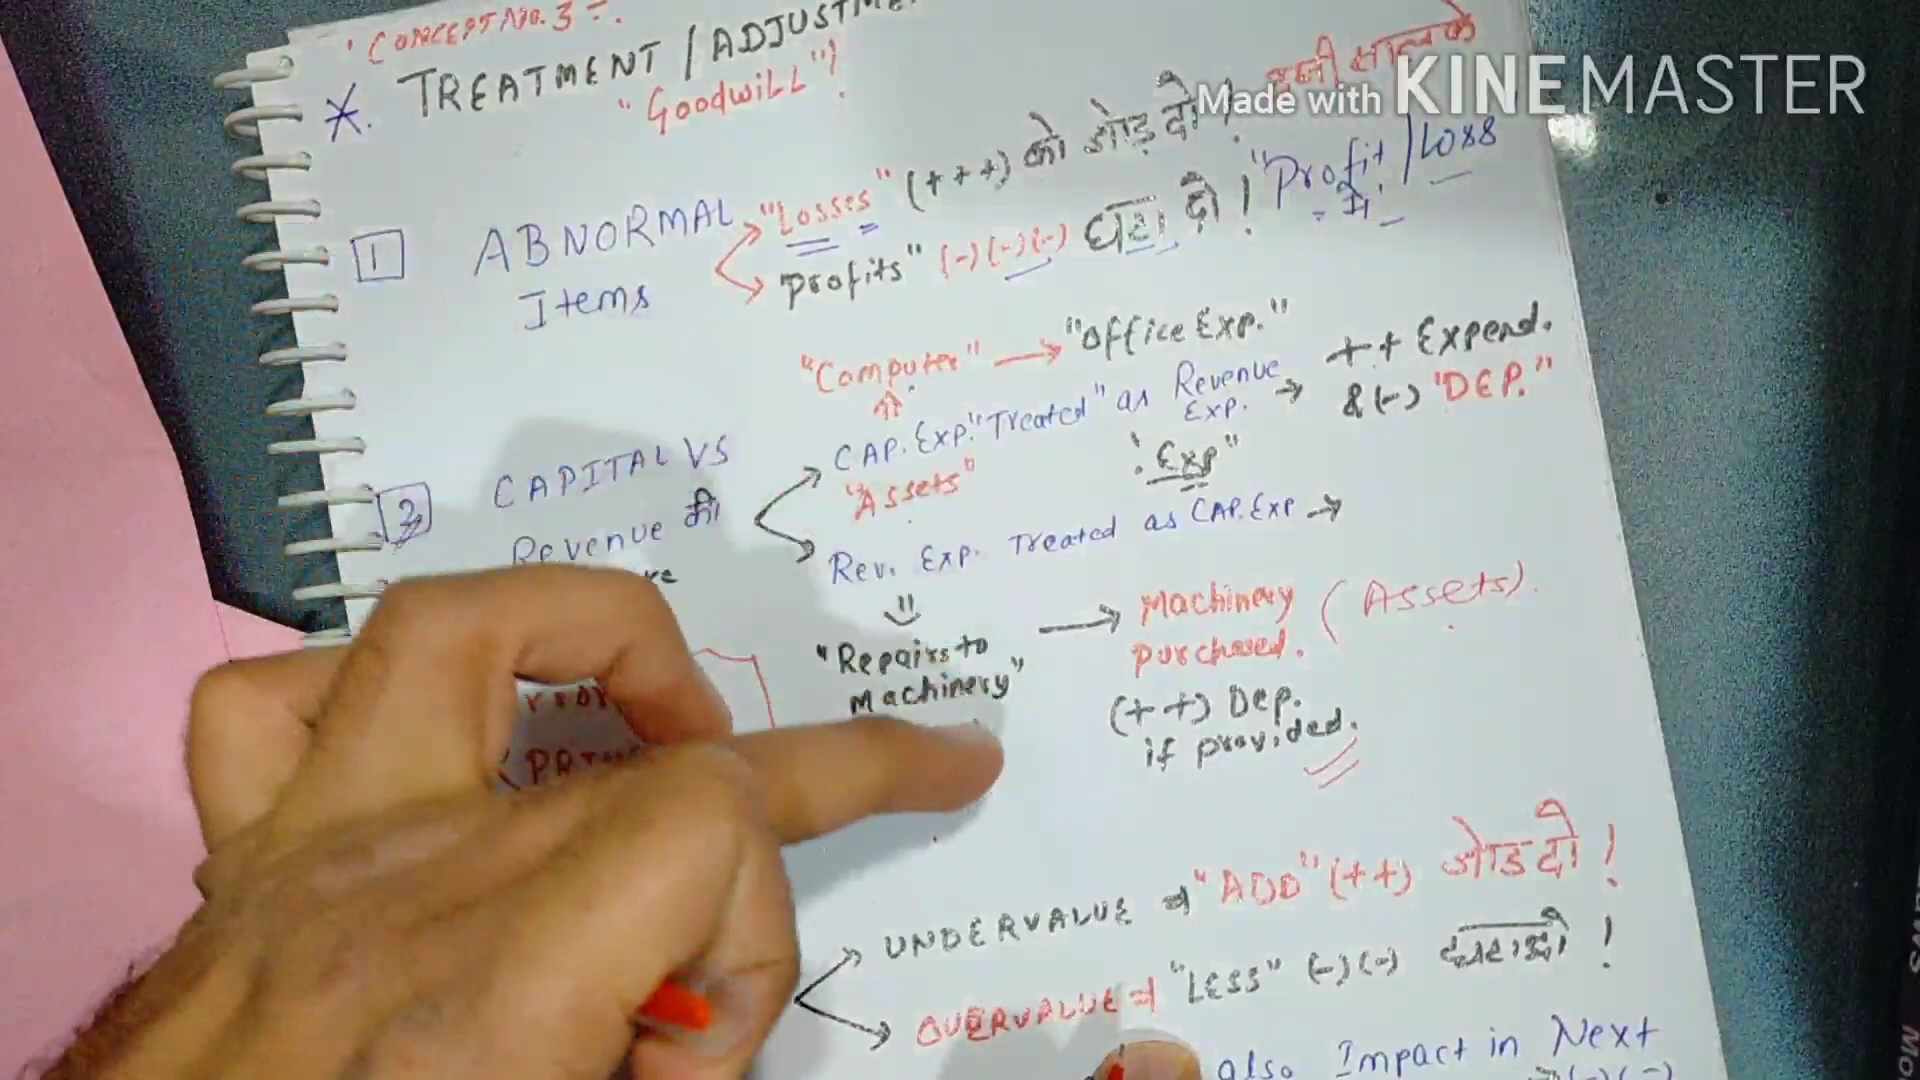 CONCEPT NO. 3 :-.
*. TREATMENT / ADJUSTME
"GOODWILL"!
इसी साल के
Made with KINEMASTER
"Profit / Loss
में
1 ABNORMAL Items
"Losses" (+++) को जोड़ दो!
Profits" (-)(-)(-) घटा दो!
"Computer" → "Office Exp."
CAP. Exp. "Treated" as Revenue Exp. → ++ Expend.
& (-) "DEP."
"Assets"
"Exp"
CAPITAL VS
Revenue की
Rev. Exp. Treated as CAP. Exp →
"Repairs to Machinery" → Machinery purchased. (Assets).
(++) Dep.
if provided.
UNDERVALUE → "ADD" (++) जोड़ दो!
OVERVALUE → "LESS" (-)(-) घटा दो!
also Impact in Next